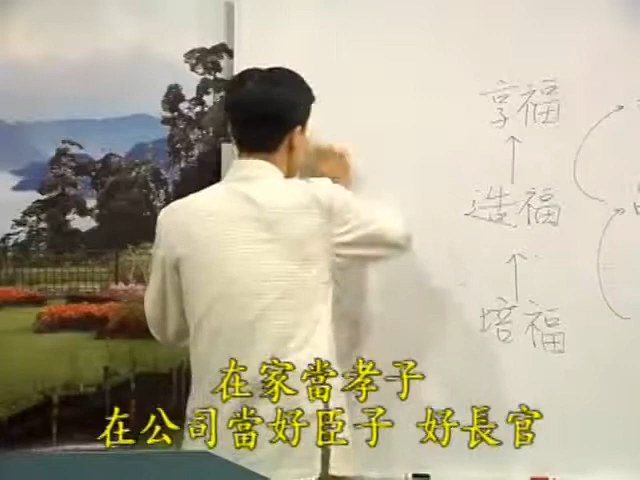 享福
造福
培福
在家當孝子
在公司當好臣子 好長官